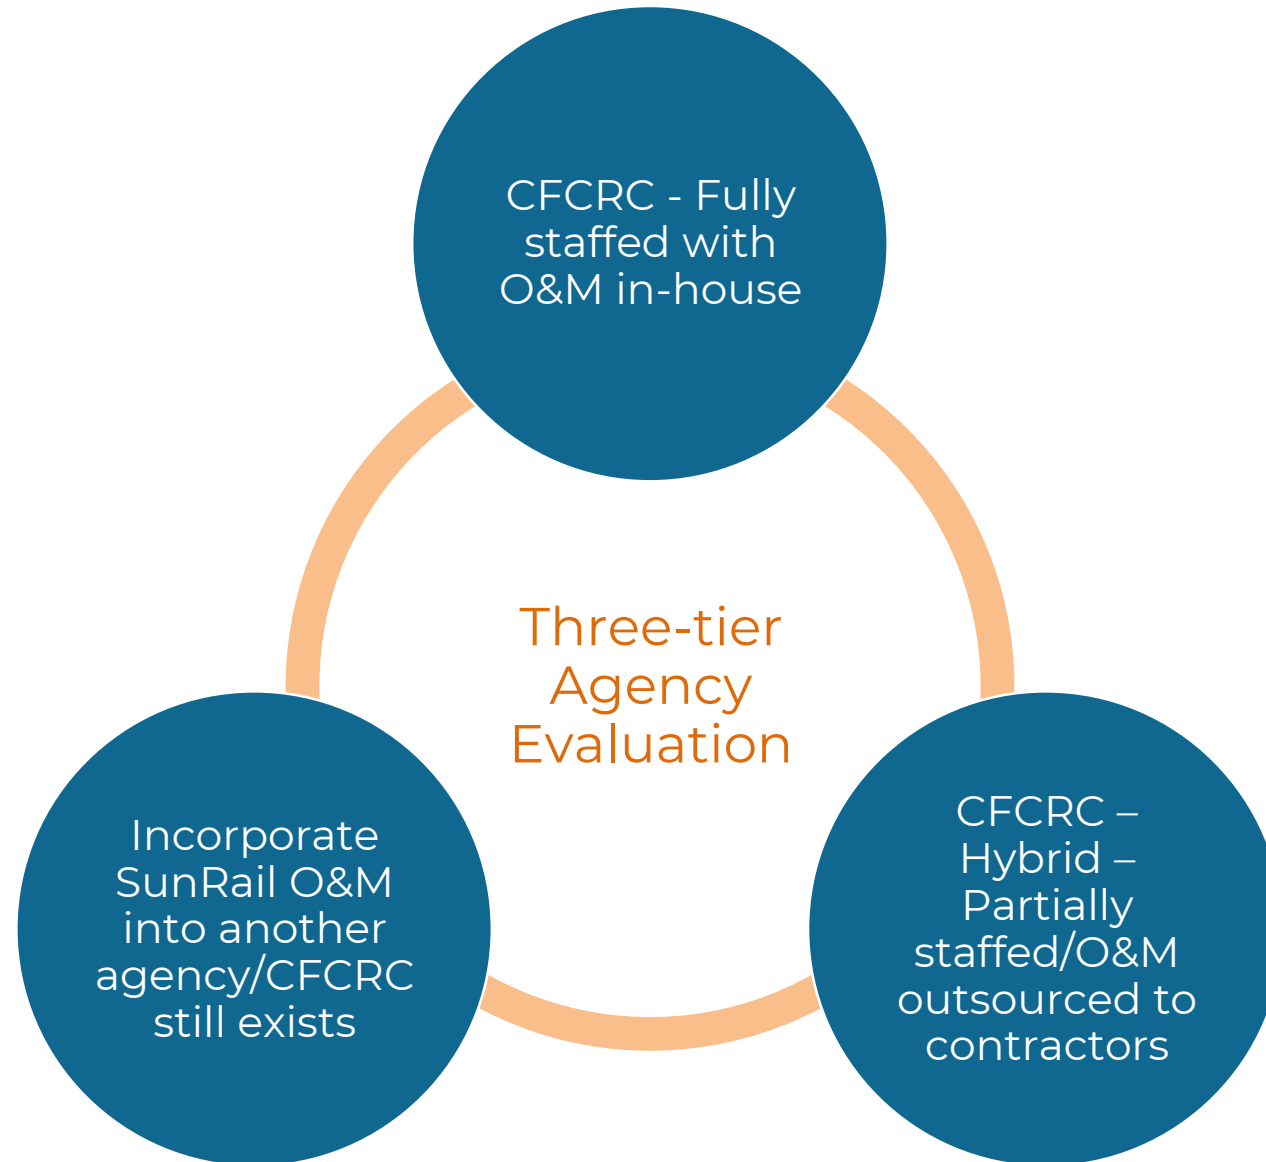 CFCRC - Fully
staffed with
O&M in-house
Three-tier
Agency
Evaluation
Incorporate
SunRail O&M
into another
agency/CFCRC
still exists
CFCRC –
Hybrid –
Partially
staffed/O&M
outsourced to
contractors